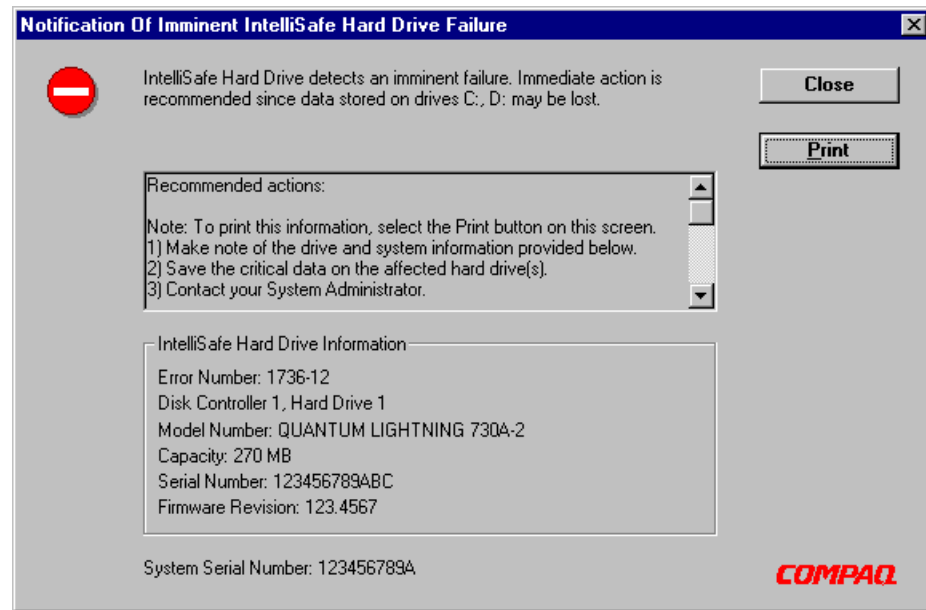 Notification Of Imminent IntelliSafe Hard Drive Failure
IntelliSafe Hard Drive detects an imminent failure. Immediate action is
recommended since data stored on drives C:, D: may be lost.
Close
Print
Recommended actions:
Note: To print this information, select the Print button on this screen.
1) Make note of the drive and system information provided below.
2) Save the critical data on the affected hard drive(s).
3) Contact your System Administrator.
IntelliSafe Hard Drive Information
Error Number: 1736-12
Disk Controller 1, Hard Drive 1
Model Number: QUANTUM LIGHTNING 730A-2
Capacity: 270 MB
Serial Number: 123456789ABC
Firmware Revision: 123.4567
System Serial Number: 123456789A
COMPAQ